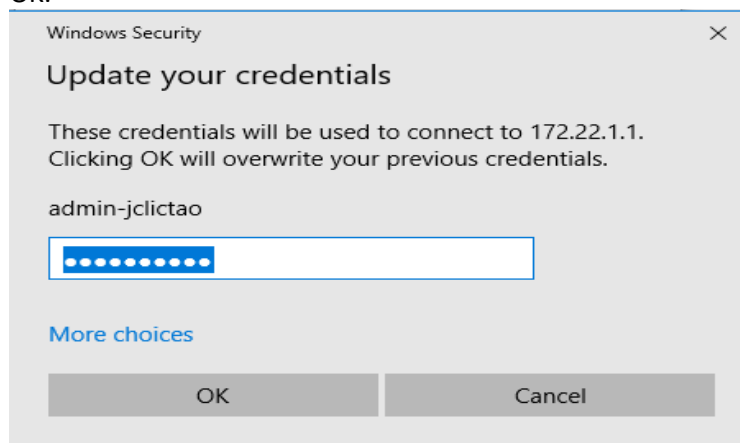 OK.
Windows Security
Update your credentials
These credentials will be used to connect to 172.22.1.1.
Clicking OK will overwrite your previous credentials.
admin-jclictao
●●●●●●●●●●
More choices
OK
Cancel